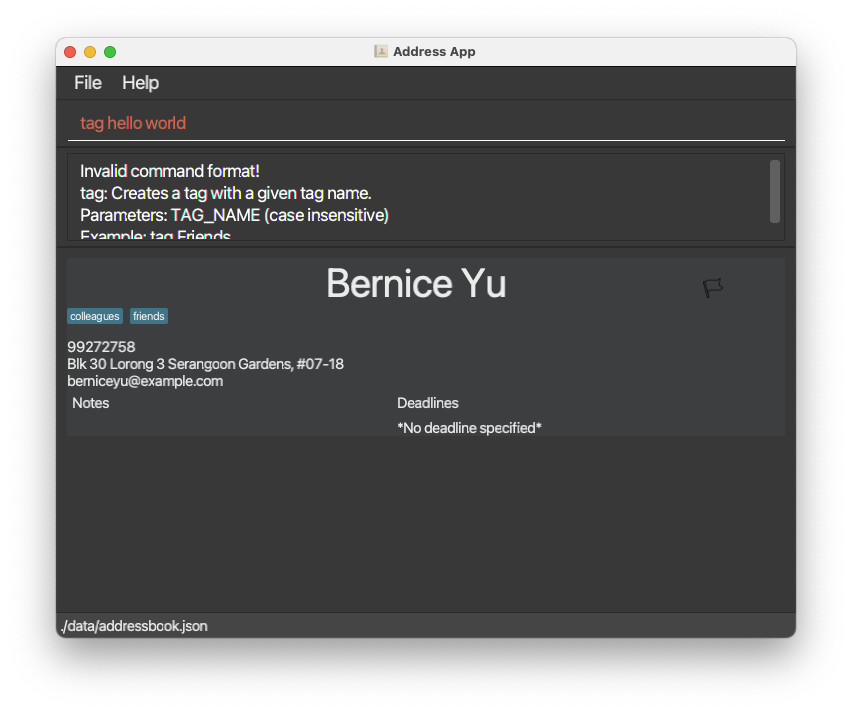 Address App
File Help
tag hello world
Invalid command format!
tag: Creates a tag with a given tag name.
Parameters: TAG_NAME (case insensitive)
Example: tag Friends
Bernice Yu
colleagues friends
99272758
Blk 30 Lorong 3 Serangoon Gardens, #07-18
berniceyu@example.com
Notes Deadlines
*No deadline specified*
./data/addressbook.json